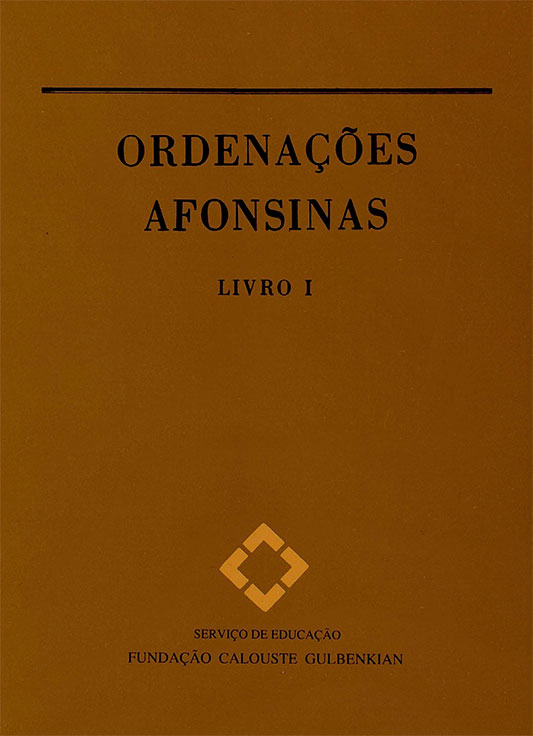 ORDENAÇÕES
AFONSINAS
LIVRO I
SERVIÇO DE EDUCAÇÃO
FUNDAÇÃO CALOUSTE GULBENKIAN